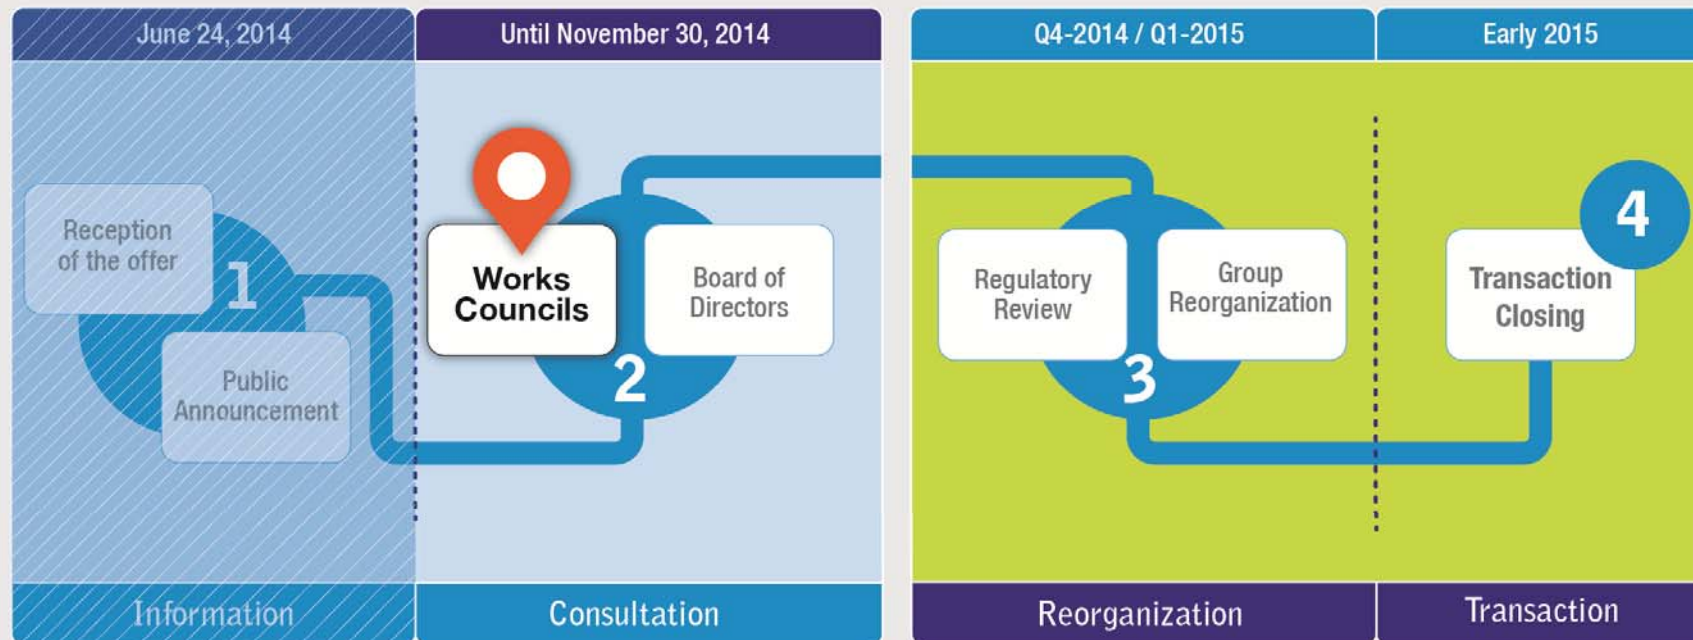 June 24, 2014
Until November 30, 2014
Q4-2014 / Q1-2015
Early 2015
Reception
of the offer
1
Public
Announcement
Works
Councils
Board of
Directors
2
Regulatory
Review
Group
Reorganization
3
4
Transaction
Closing
Information
Consultation
Reorganization
Transaction